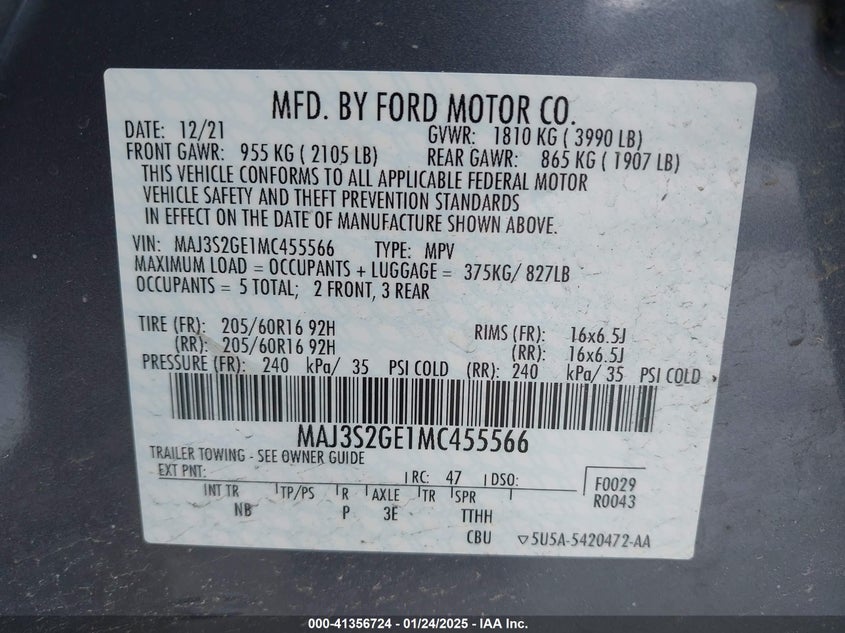 MFD. BY FORD MOTOR CO.
DATE: 12/21 GVWR: 1810 KG ( 3990 LB)
FRONT GAWR: 955 KG ( 2105 LB) REAR GAWR: 865 KG ( 1907 LB)
THIS VEHICLE CONFORMS TO ALL APPLICABLE FEDERAL MOTOR
VEHICLE SAFETY AND THEFT PREVENTION STANDARDS
IN EFFECT ON THE DATE OF MANUFACTURE SHOWN ABOVE.
VIN: MAJ3S2GE1MC455566 TYPE: MPV
MAXIMUM LOAD = OCCUPANTS + LUGGAGE = 375KG/ 827LB
OCCUPANTS = 5 TOTAL; 2 FRONT, 3 REAR
TIRE (FR): 205/60R16 92H RIMS (FR): 16x6.5J
(RR): 205/60R16 92H (RR): 16x6.5J
PRESSURE (FR): 240 kPa/ 35 PSI COLD (RR): 240 kPa/ 35 PSI COLD
MAJ3S2GE1MC455566
TRAILER TOWING - SEE OWNER GUIDE
EXT PNT: RC: 47 DSO: F0029
R0043
INT TR TP/PS R AXLE TR SPR
NB P 3E TTHH
CBU ▽5U5A-5420472-AA
000-41356724 - 01/24/2025 - IAA Inc.